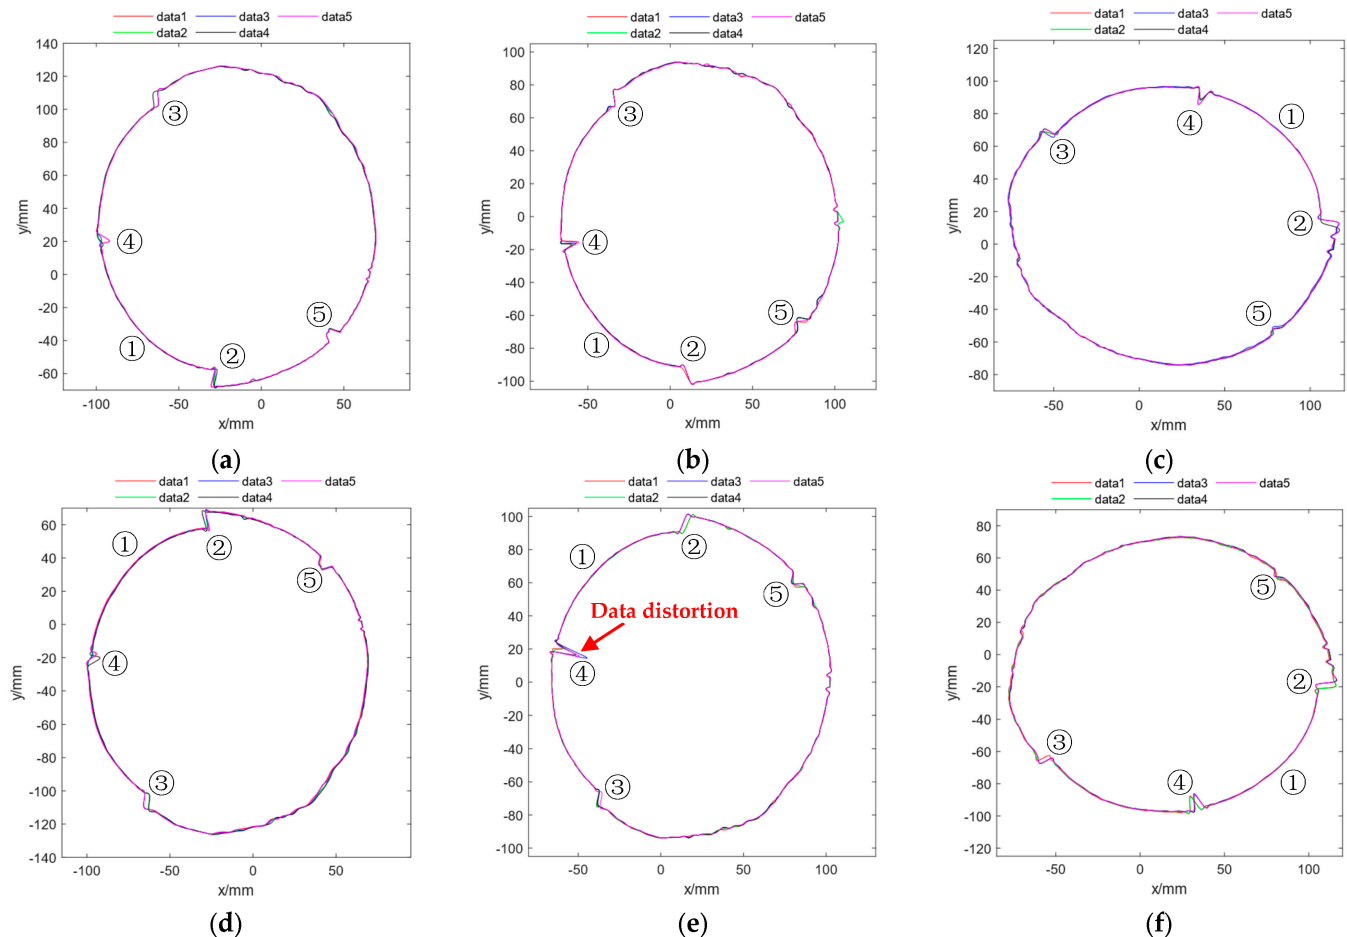 data1 data3 data5
data2 data4
140
120
100
80
60
40
20
0
-20
-40
-60
y/mm
③
④
⑤
①
②
-100 -50 0 50
x/mm
(a)
data1 data3 data5
data2 data4
100
80
60
40
20
0
-20
-40
-60
-80
-100
y/mm
③
④
⑤
①
②
-50 0 50 100
x/mm
(b)
data1 data3 data5
data2 data4
120
100
80
60
40
20
0
-20
-40
-60
-80
y/mm
①
④
③
②
⑤
-50 0 50 100
x/mm
(c)
data1 data3 data5
data2 data4
60
40
20
0
-20
-40
-60
-80
-100
-120
-140
y/mm
①
②
⑤
④
③
-100 -50 0 50
x/mm
(d)
data1 data3 data5
data2 data4
100
80
60
40
20
0
-20
-40
-60
-80
-100
y/mm
②
①
⑤
Data distortion
④
③
-50 0 50 100
x/mm
(e)
data1 data3 data5
data2 data4
80
60
40
20
0
-20
-40
-60
-80
-100
-120
y/mm
⑤
②
③
④
①
-50 0 50 100
x/mm
(f)